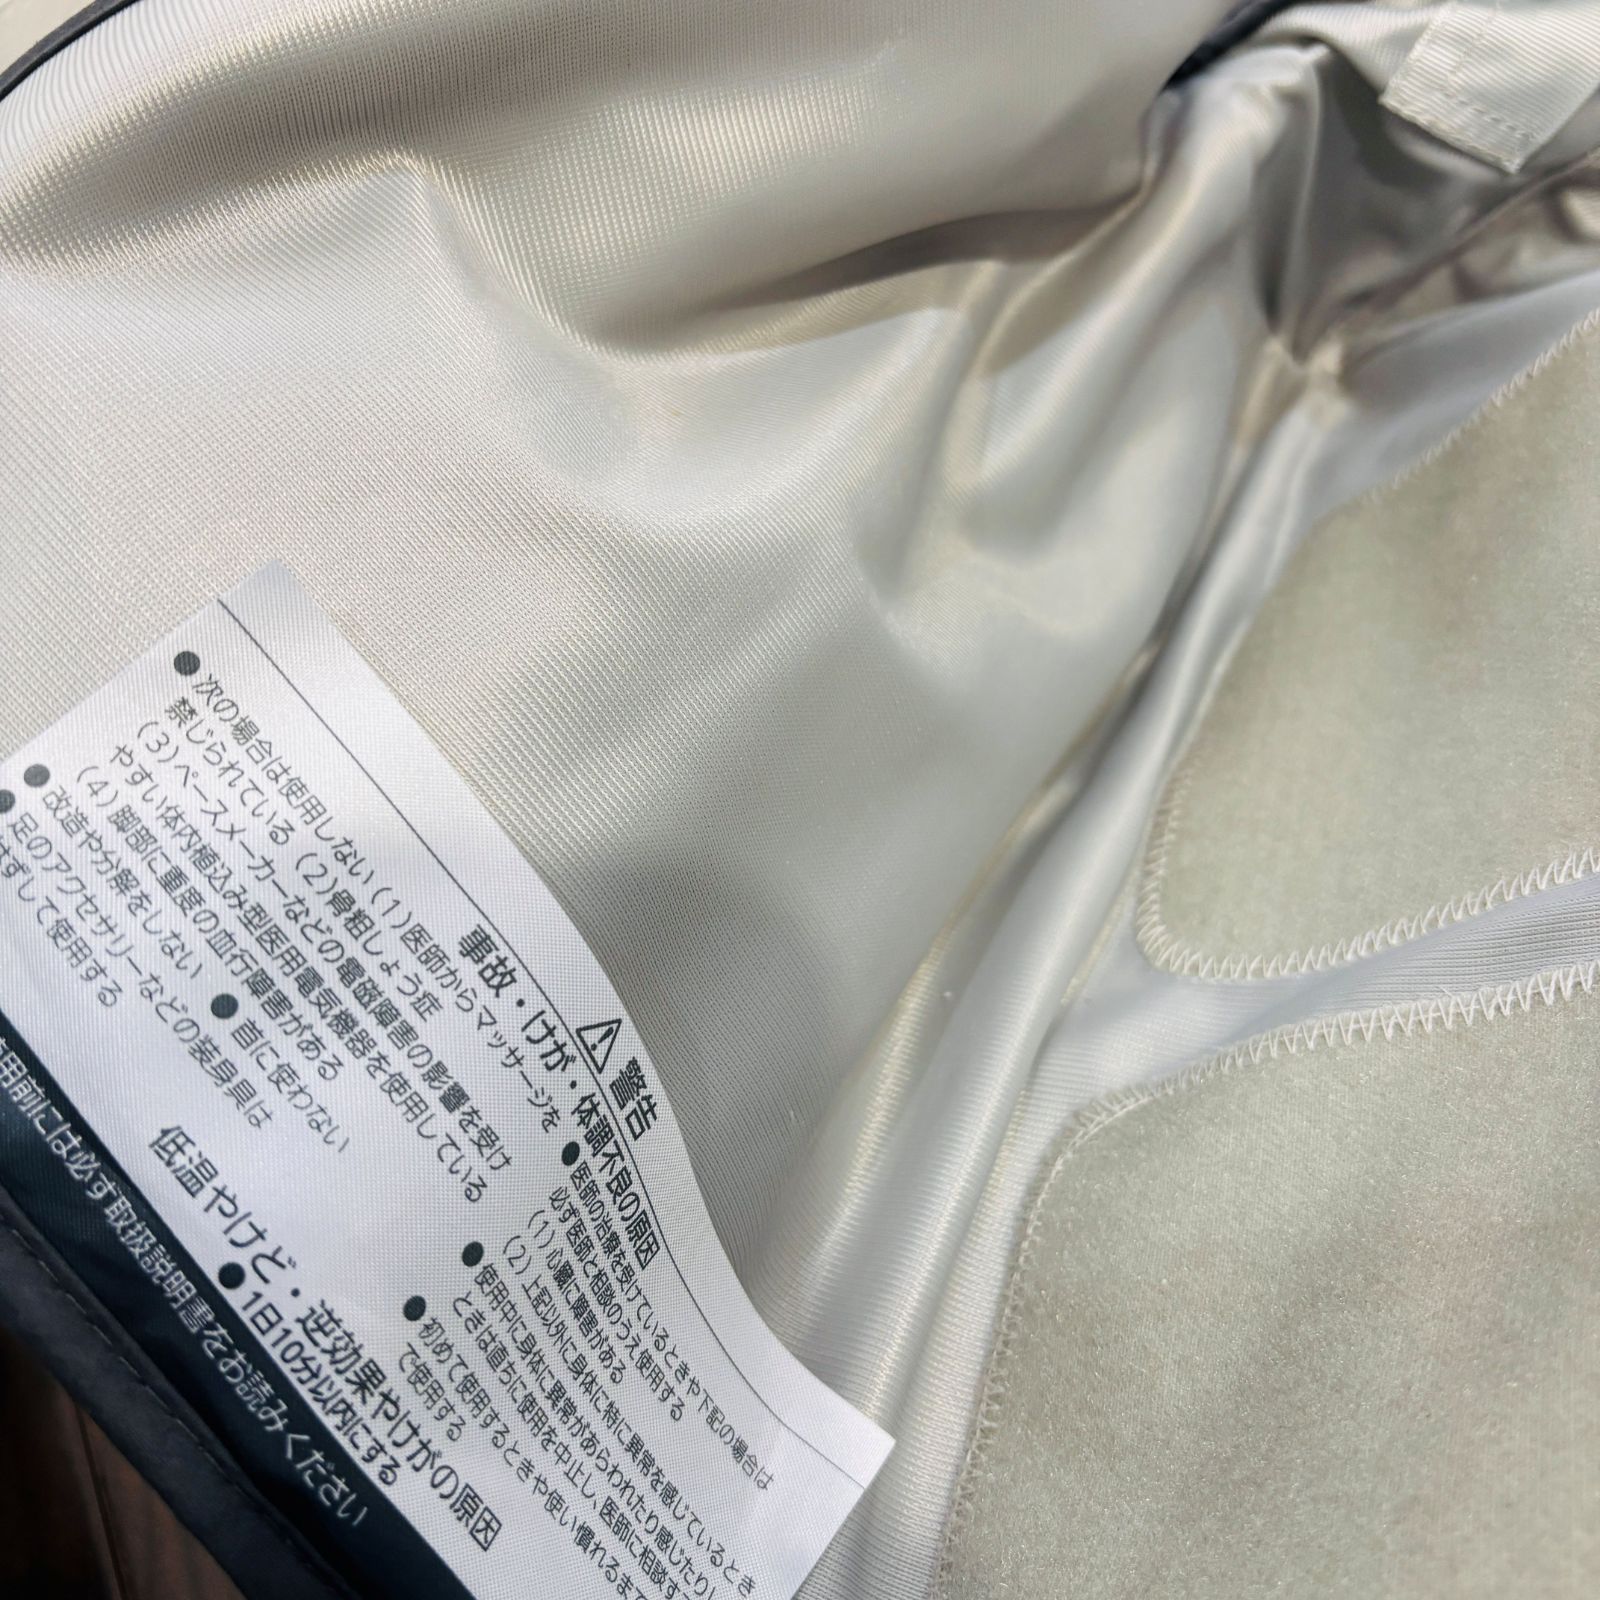 警告
事故・けが・体調不良の原因
●次の場合は使用しない(1)医師からマッサージを
禁じられている(2)骨粗しょう症
(3)ペースメーカーなどの電磁障害の影響を受け
やすい体内植込み型医用電気機器を使用している
(4)脚部に重度の血行障害がある
●改造や分解をしない ●首に使わない
●足のアクセサリーなどの装身具は
はずして使用する
●医師の治療を受けているときや下記の場合は
必ず医師と相談のうえ使用する
(1)心臓に障害がある
(2)上記以外に身体に特に異常を感じているとき
●使用中に身体に異常があらわれたり感じたり
ときは直ちに使用を中止し、医師に相談す
●初めて使用するときや使い慣れるまで
で使用する
低温やけど・逆効果やけがの原因
●1日10分以内にする
用前には必ず取扱説明書をお読みください